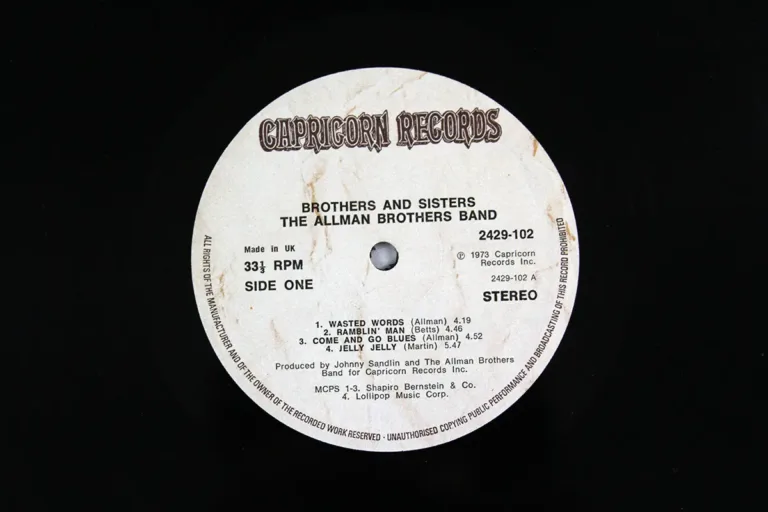 CAPRICORN RECORDS
BROTHERS AND SISTERS
THE ALLMAN BROTHERS BAND
2429-102
Made in UK
33⅓ RPM
SIDE ONE
℗ 1973 Capricorn
Records Inc.
2429-102 A
STEREO
1. WASTED WORDS (Allman) 4.19
2. RAMBLIN' MAN (Betts) 4.46
3. COME AND GO BLUES (Allman) 4.52
4. JELLY JELLY (Martin) 5.47
Produced by Johnny Sandlin and The Allman Brothers
Band for Capricorn Records Inc.
MCPS 1-3. Shapiro Bernstein & Co.
4. Lollipop Music Corp.
ALL RIGHTS OF THE MANUFACTURER AND OF THE OWNER OF THE RECORDED WORK RESERVED · UNAUTHORISED COPYING PUBLIC PERFORMANCE AND BROADCASTING OF THIS RECORD PROHIBITED